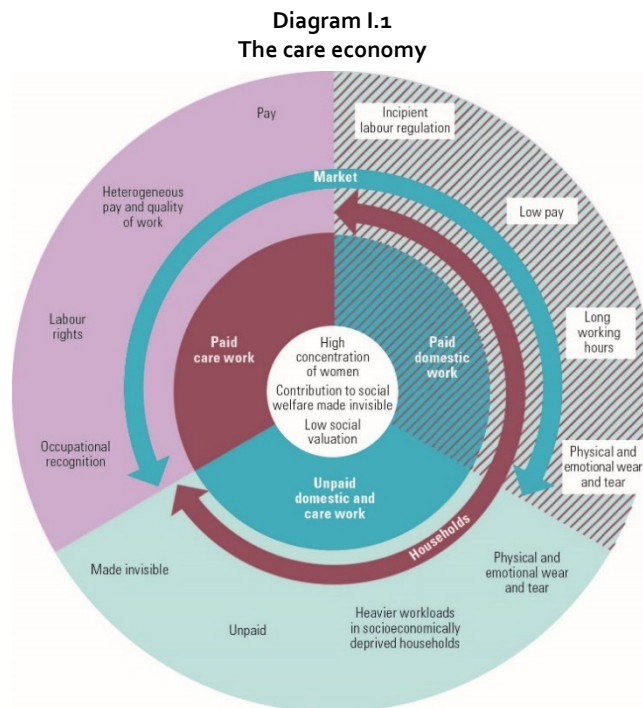 Diagram I.1
The care economy
Pay
Incipient
labour regulation
Market
Heterogeneous
pay and quality
of work
Low pay
Labour
rights
Long
working
hours
Paid
care work
High
concentration
of women
Contribution to social
welfare made invisible
Low social
valuation
Paid
domestic
work
Occupational
recognition
Physical and
emotional wear
and tear
Unpaid
domestic and
care work
Households
Made invisible
Unpaid
Heavier workloads
in socioeconomically
deprived households
Physical and
emotional wear
and tear